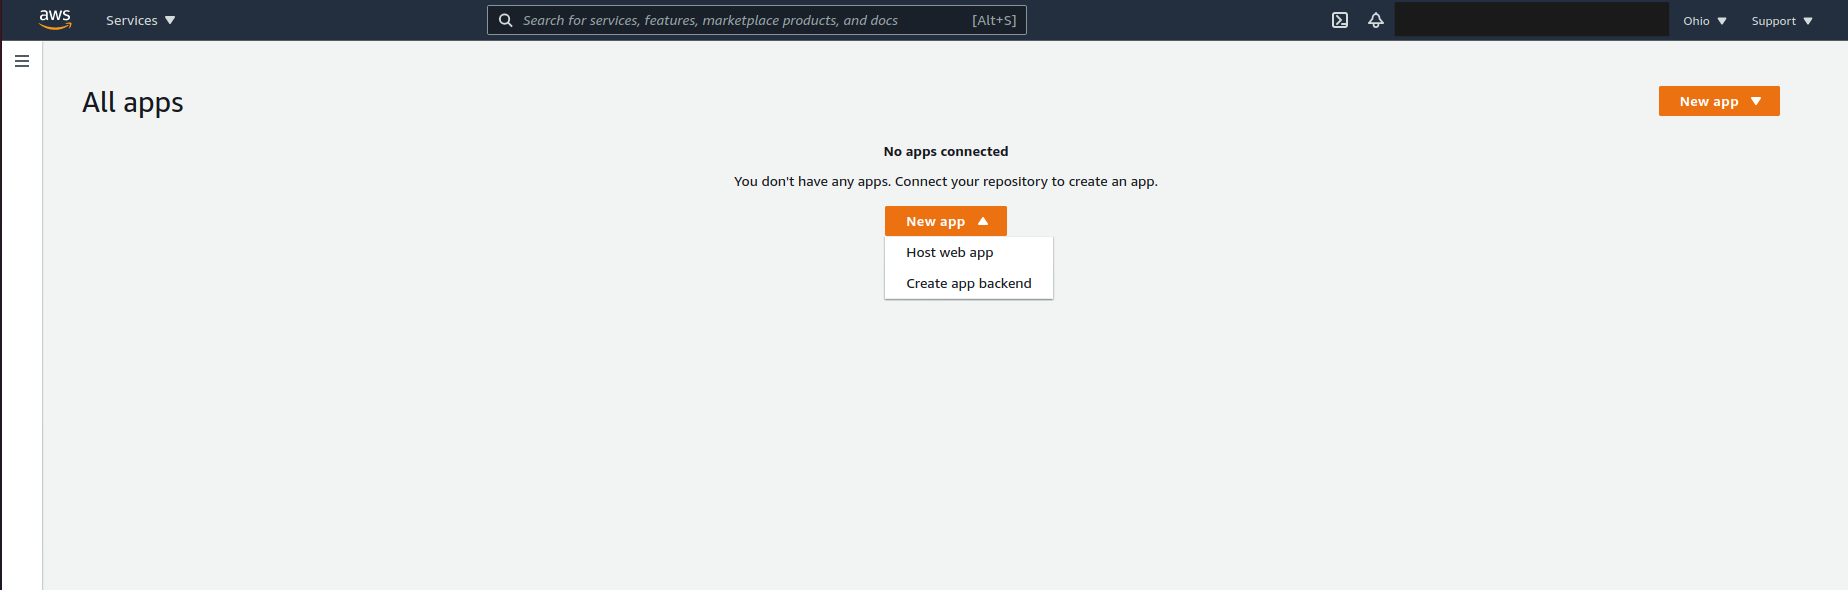 aws Services Search for services, features, marketplace products, and docs [Alt+S] Ohio Support
All apps
New app
No apps connected
You don't have any apps. Connect your repository to create an app.
New app
Host web app
Create app backend